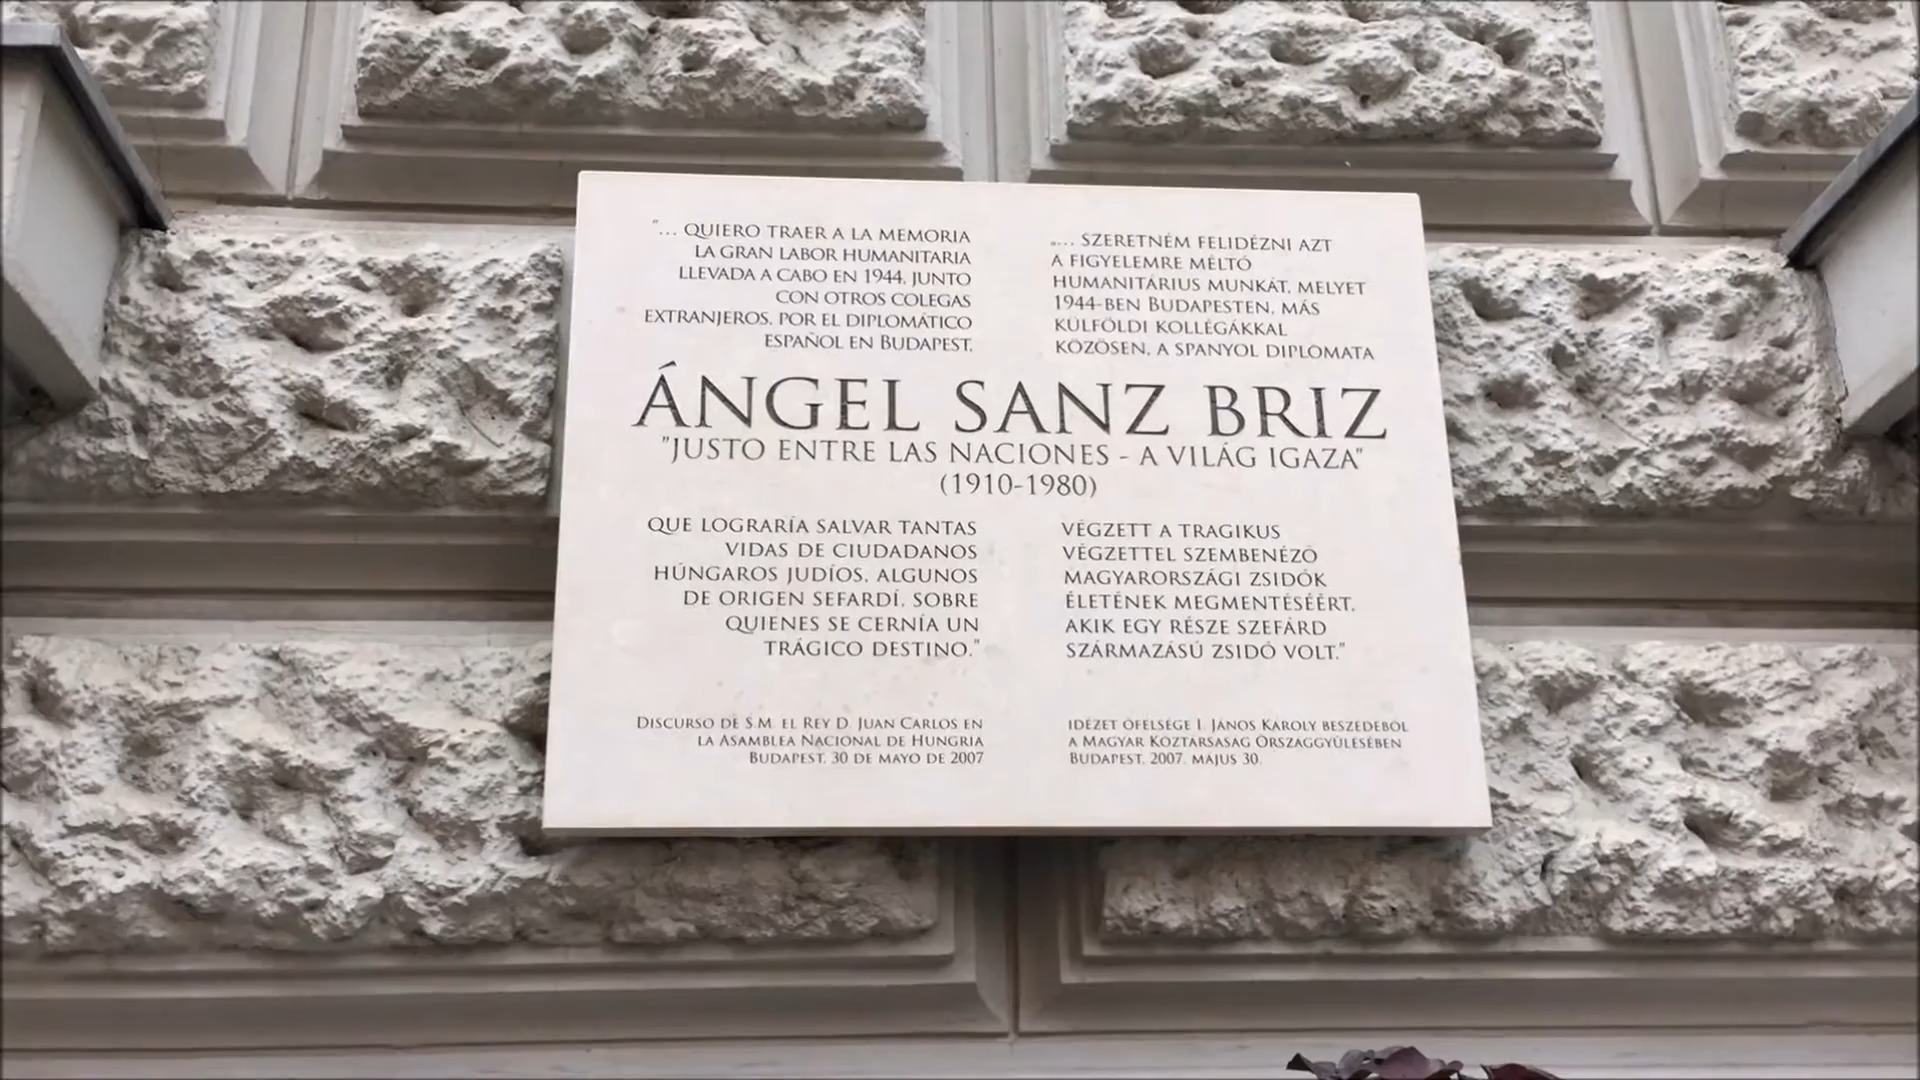 "... QUIERO TRAER A LA MEMORIA
LA GRAN LABOR HUMANITARIA
LLEVADA A CABO EN 1944, JUNTO
CON OTROS COLEGAS
EXTRANJEROS, POR EL DIPLOMÁTICO
ESPAÑOL EN BUDAPEST,
„... SZERETNÉM FELIDÉZNI AZT
A FIGYELEMRE MÉLTÓ
HUMANITÁRIUS MUNKÁT, MELYET
1944-BEN BUDAPESTEN, MÁS
KÜLFÖLDI KOLLÉGÁKKAL
KÖZÖSEN, A SPANYOL DIPLOMATA
ÁNGEL SANZ BRIZ
"JUSTO ENTRE LAS NACIONES - A VILÁG IGAZA"
(1910-1980)
QUE LOGRARÍA SALVAR TANTAS
VIDAS DE CIUDADANOS
HÚNGAROS JUDÍOS, ALGUNOS
DE ORIGEN SEFARDÍ, SOBRE
QUIENES SE CERNÍA UN
TRÁGICO DESTINO."
VÉGZETT A TRAGIKUS
VÉGZETTEL SZEMBENÉZŐ
MAGYARORSZÁGI ZSIDÓK
ÉLETÉNEK MEGMENTÉSÉÉRT,
AKIK EGY RÉSZE SZEFÁRD
SZÁRMAZÁSÚ ZSIDÓ VOLT."
DISCURSO DE S.M. EL REY D. JUAN CARLOS EN
LA ASAMBLEA NACIONAL DE HUNGRIA
BUDAPEST, 30 DE MAYO DE 2007
IDÉZET ŐFELSÉGE I. JÁNOS KÁROLY BESZÉDÉBŐL
A MAGYAR KÖZTÁRSASÁG ORSZÁGGYŰLÉSÉBEN
BUDAPEST, 2007. MÁJUS 30.